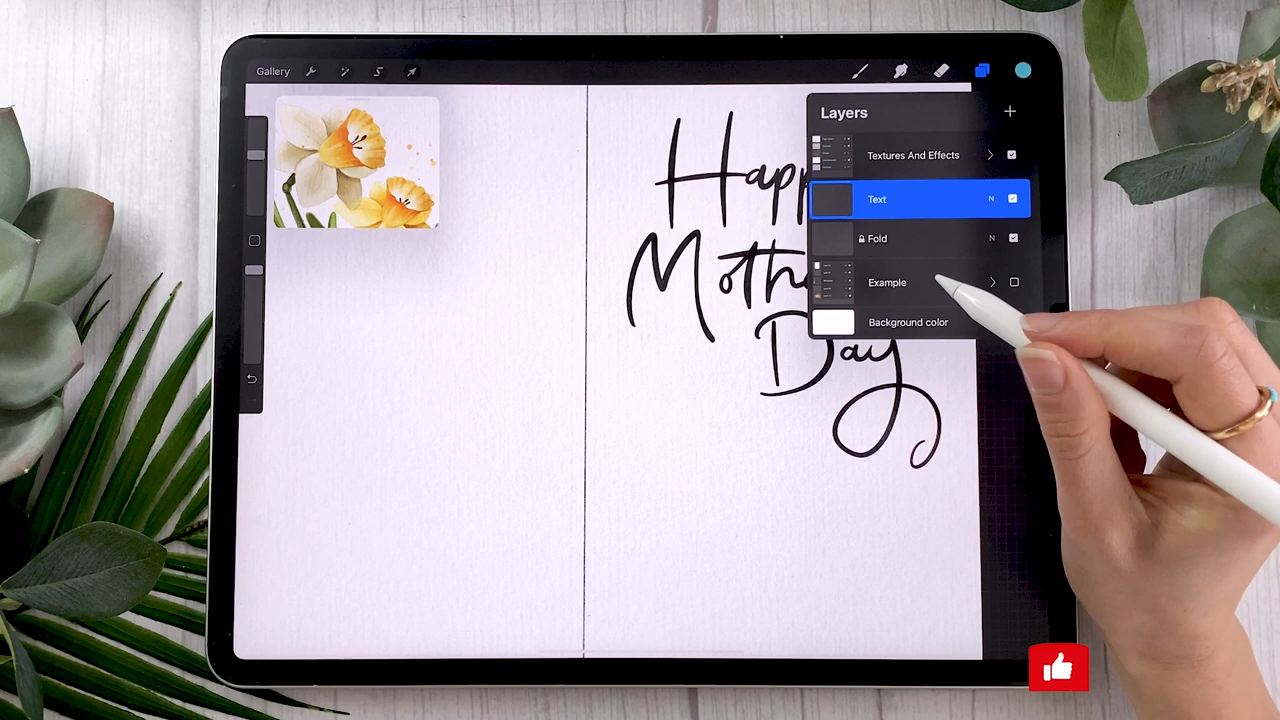 Gallery
Layers
Textures And Effects
Text N
Fold N
Example
Background color
Happ
Mothe
Day